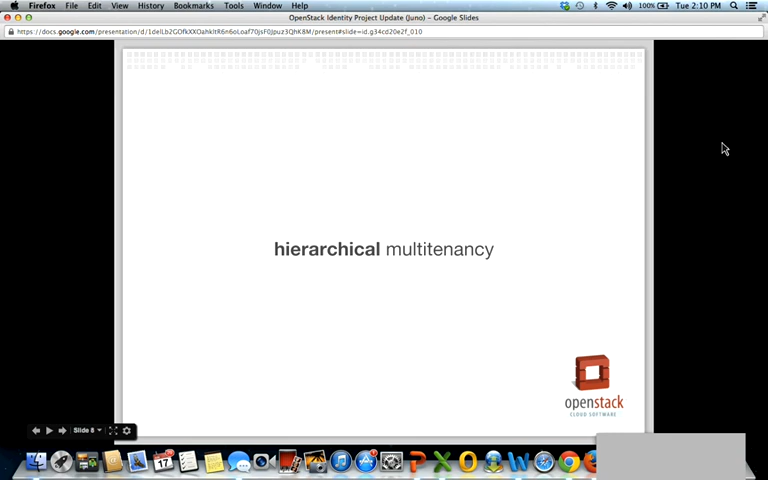 Firefox File Edit View History Bookmarks Tools Window Help 100% Tue 2:10 PM
OpenStack Identity Project Update (Juno) – Google Slides
hierarchical multitenancy
openstack
CLOUD SOFTWARE
Slide 8
17